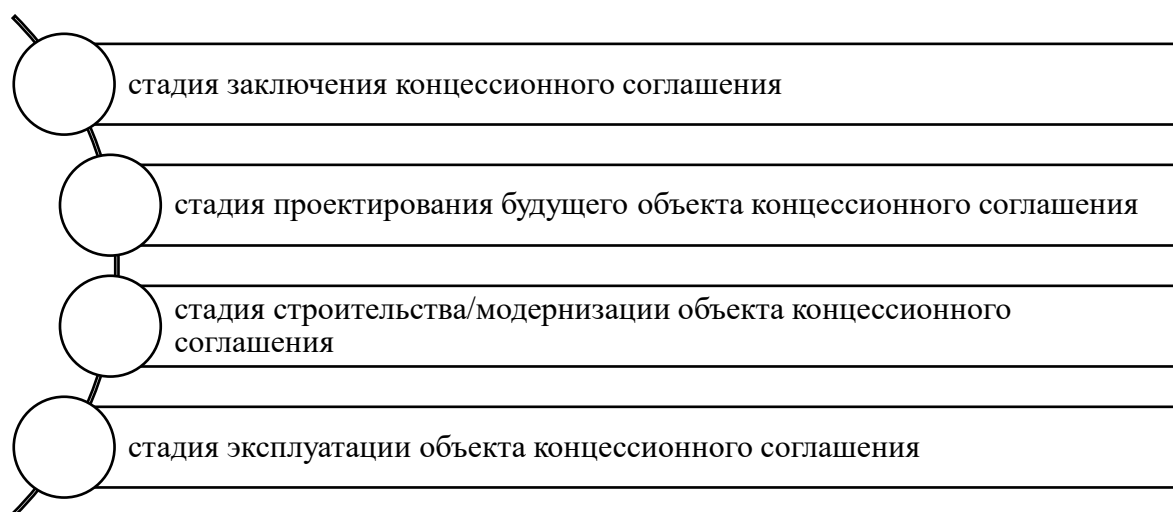 стадия заключения концессионного соглашения
стадия проектирования будущего объекта концессионного соглашения
стадия строительства/модернизации объекта концессионного
соглашения
стадия эксплуатации объекта концессионного соглашения